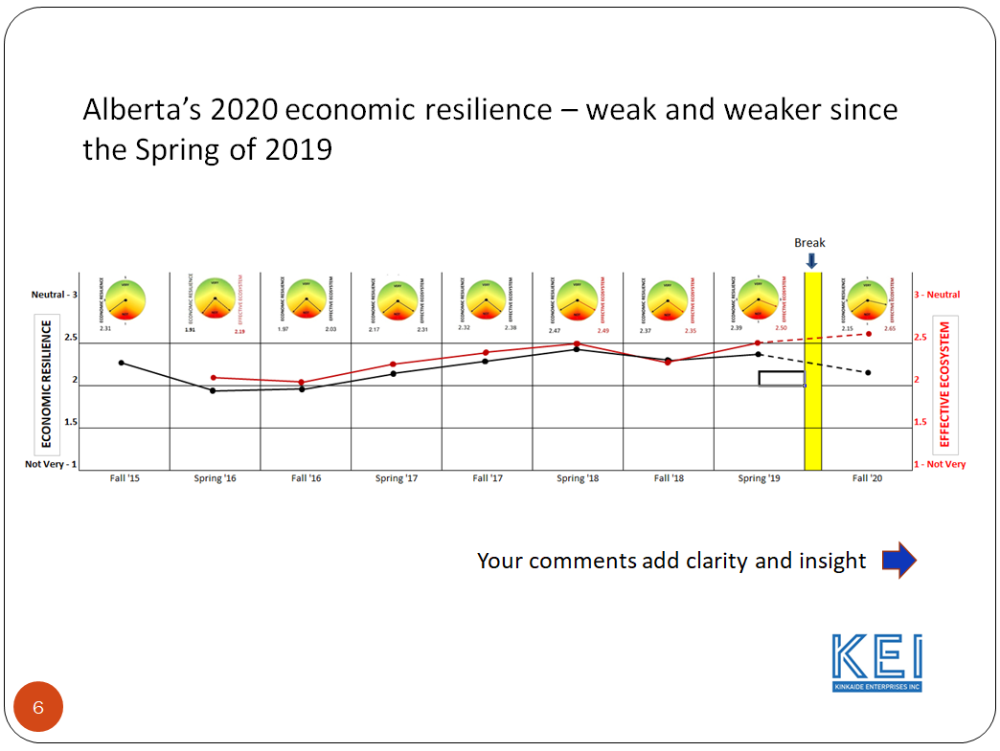 Alberta's 2020 economic resilience – weak and weaker since
the Spring of 2019
Break
Neutral - 3
3 - Neutral
ECONOMIC RESILIENCE
EFFECTIVE ECOSYSTEM
2.31
1.91
2.19
1.97
2.03
2.17
2.31
2.32
2.38
2.47
2.49
2.37
2.35
2.39
2.50
2.15
2.65
2.5
2.5
2
2
1.5
1.5
Not Very - 1
1 - Not Very
Fall '15
Spring '16
Fall '16
Spring '17
Fall '17
Spring '18
Fall '18
Spring '19
Fall '20
Your comments add clarity and insight
KEI
KINKAIDE ENTERPRISES INC
6